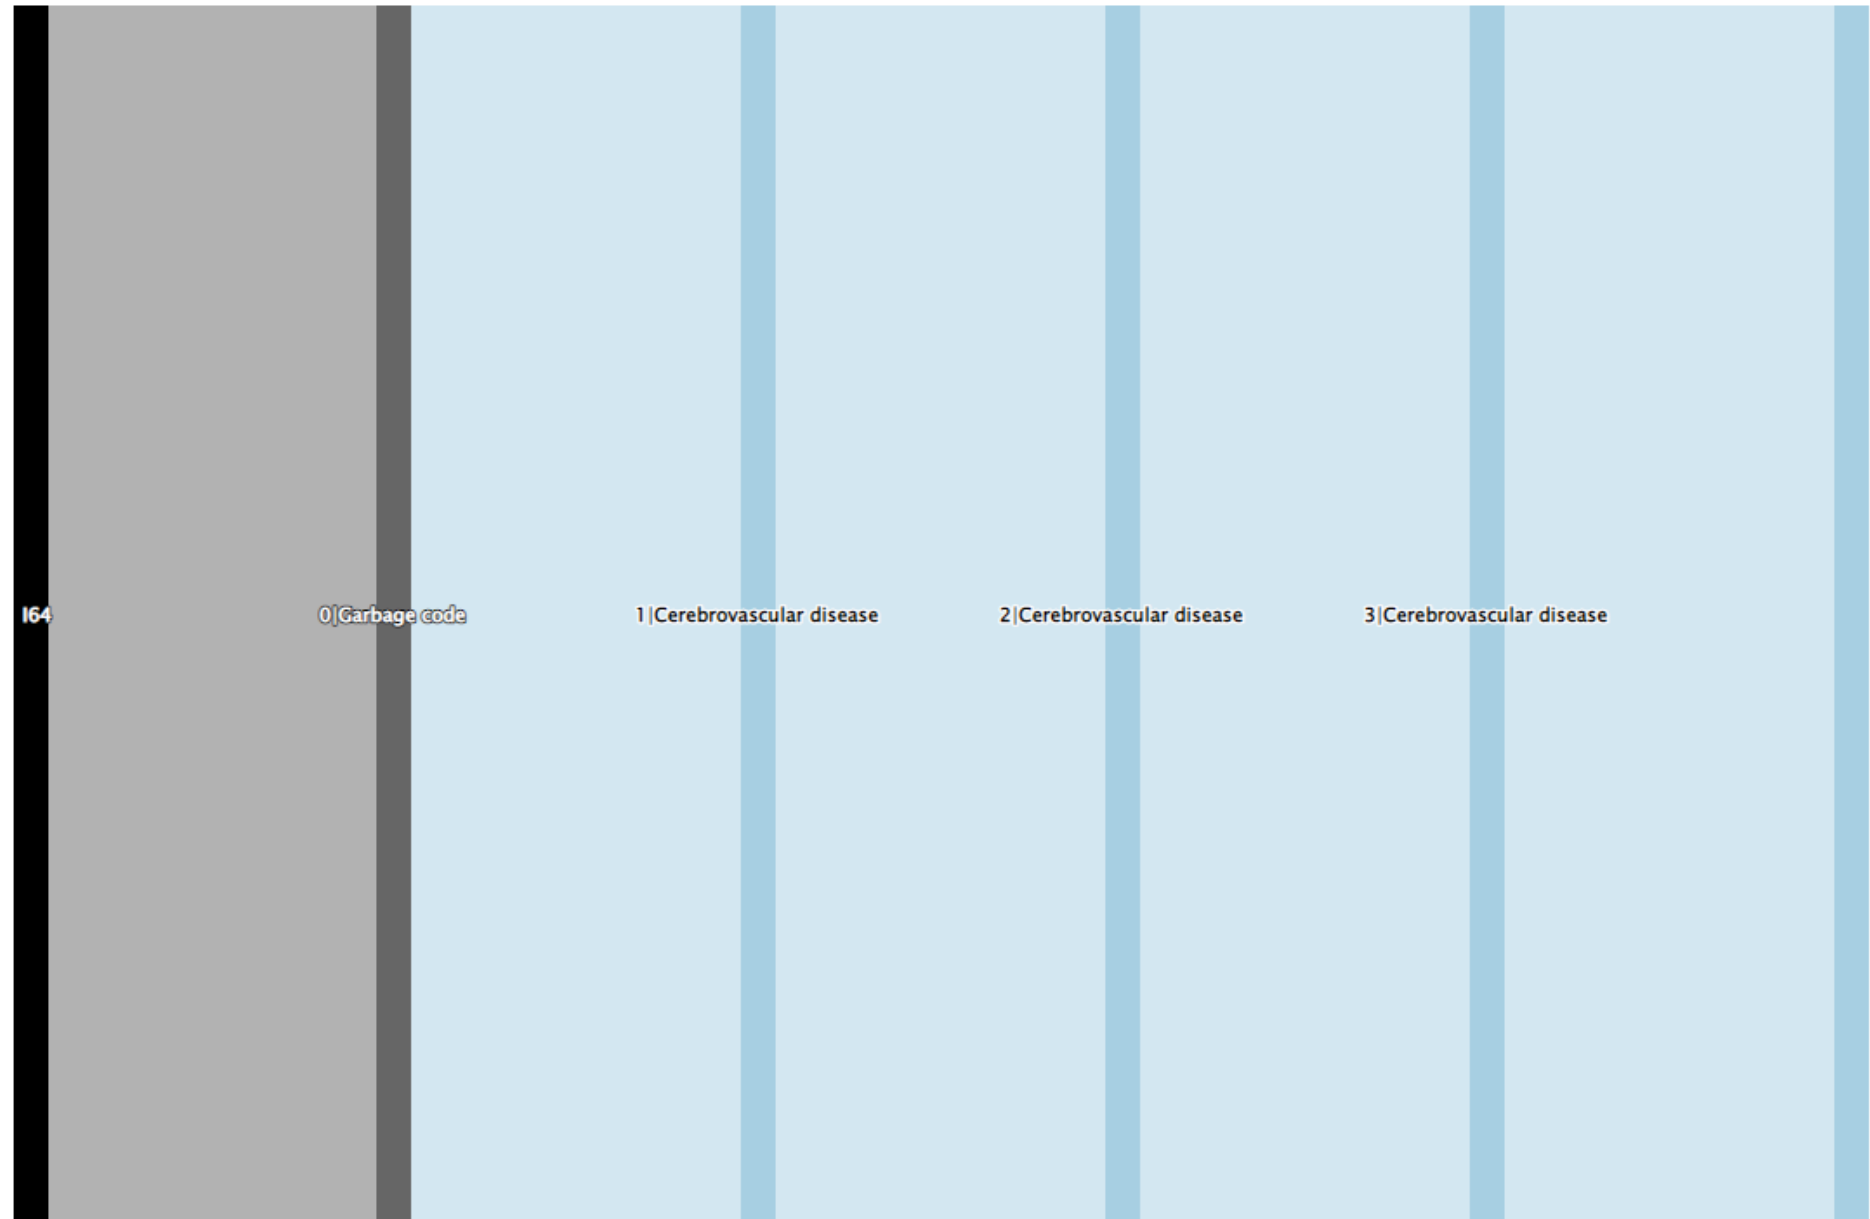 I64
0|Garbage code
1|Cerebrovascular disease
2|Cerebrovascular disease
3|Cerebrovascular disease